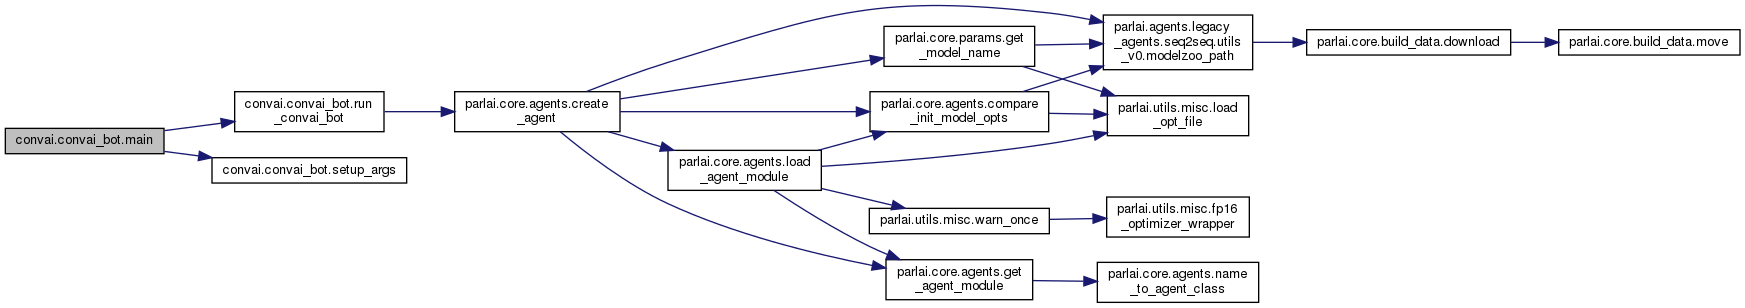 convai.convai_bot.main
convai.convai_bot.run
_convai_bot
convai.convai_bot.setup_args
parlai.core.agents.create
_agent
parlai.core.params.get
_model_name
parlai.core.agents.compare
_init_model_opts
parlai.core.agents.load
_agent_module
parlai.utils.misc.warn_once
parlai.core.agents.get
_agent_module
parlai.agents.legacy
_agents.seq2seq.utils
_v0.modelzoo_path
parlai.utils.misc.load
_opt_file
parlai.utils.misc.fp16
_optimizer_wrapper
parlai.core.agents.name
_to_agent_class
parlai.core.build_data.download
parlai.core.build_data.move